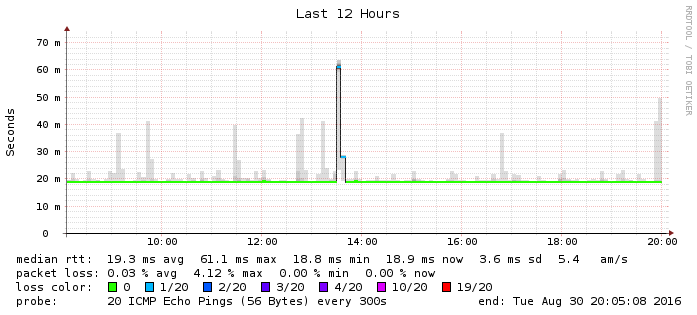 Last 12 Hours
RRDTOOL / TOBI OETIKER
Seconds
70 m
60 m
50 m
40 m
30 m
20 m
10 m
0
10:00 12:00 14:00 16:00 18:00 20:00
median rtt: 19.3 ms avg 61.1 ms max 18.8 ms min 18.9 ms now 3.6 ms sd 5.4 am/s
packet loss: 0.03 % avg 4.12 % max 0.00 % min 0.00 % now
loss color: 0 1/20 2/20 3/20 4/20 10/20 19/20
probe: 20 ICMP Echo Pings (56 Bytes) every 300s end: Tue Aug 30 20:05:08 2016